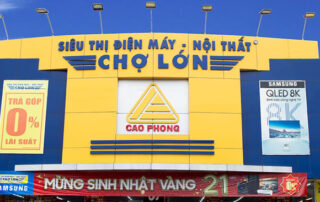 SIÊU THỊ ĐIỆN MÁY - NỘI THẤT
CHỢ LỚN
TRẢ GÓP
0%
LÃI SUẤT
CAO PHONG
SAMSUNG
QLED 8K
8K
SAMSUNG
MỪNG SINH NHẬT VÀNG 21